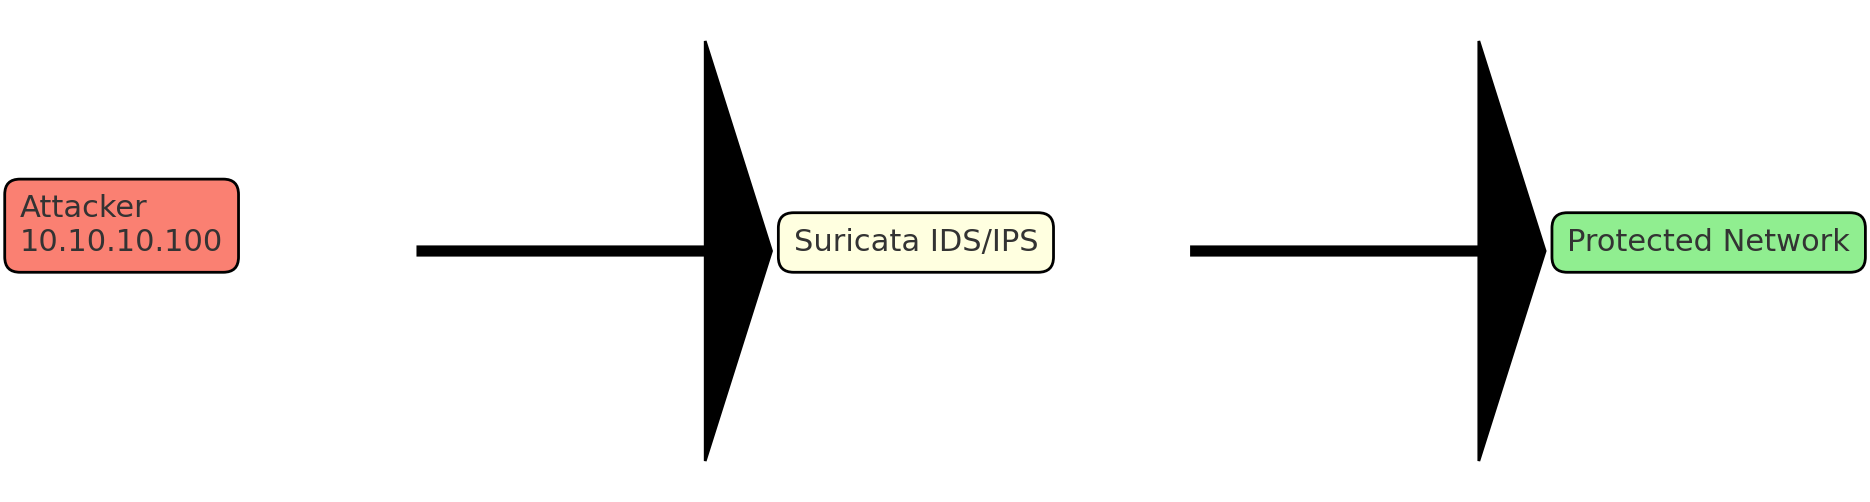 Attacker
10.10.10.100
Suricata IDS/IPS
Protected Network